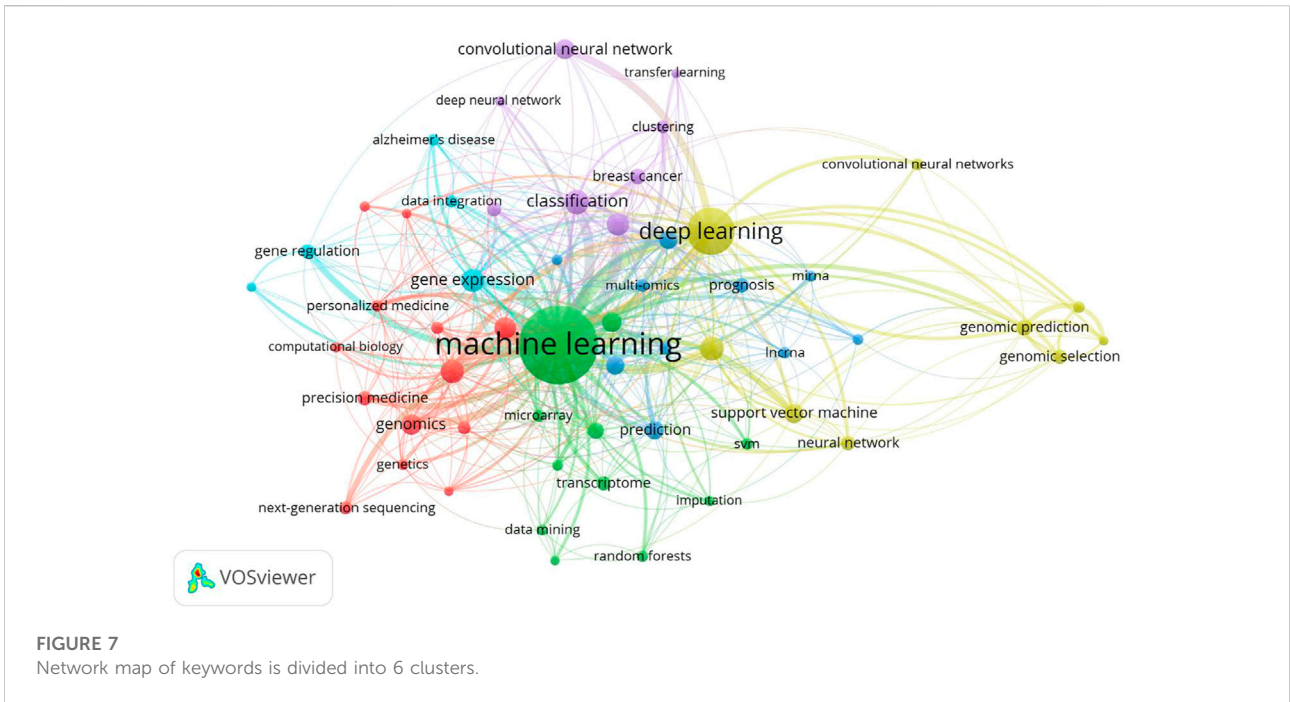 convolutional neural network
transfer learning
deep neural network
clustering
alzheimer's disease
convolutional neural networks
breast cancer
data integration
classification
deep learning
gene regulation
gene expression
multi-omics
prognosis
mirna
personalized medicine
genomic prediction
machine learning
computational biology
lncrna
genomic selection
precision medicine
microarray
support vector machine
genomics
prediction
svm
neural network
genetics
transcriptome
imputation
next-generation sequencing
data mining
random forests
VOSviewer
FIGURE 7
Network map of keywords is divided into 6 clusters.